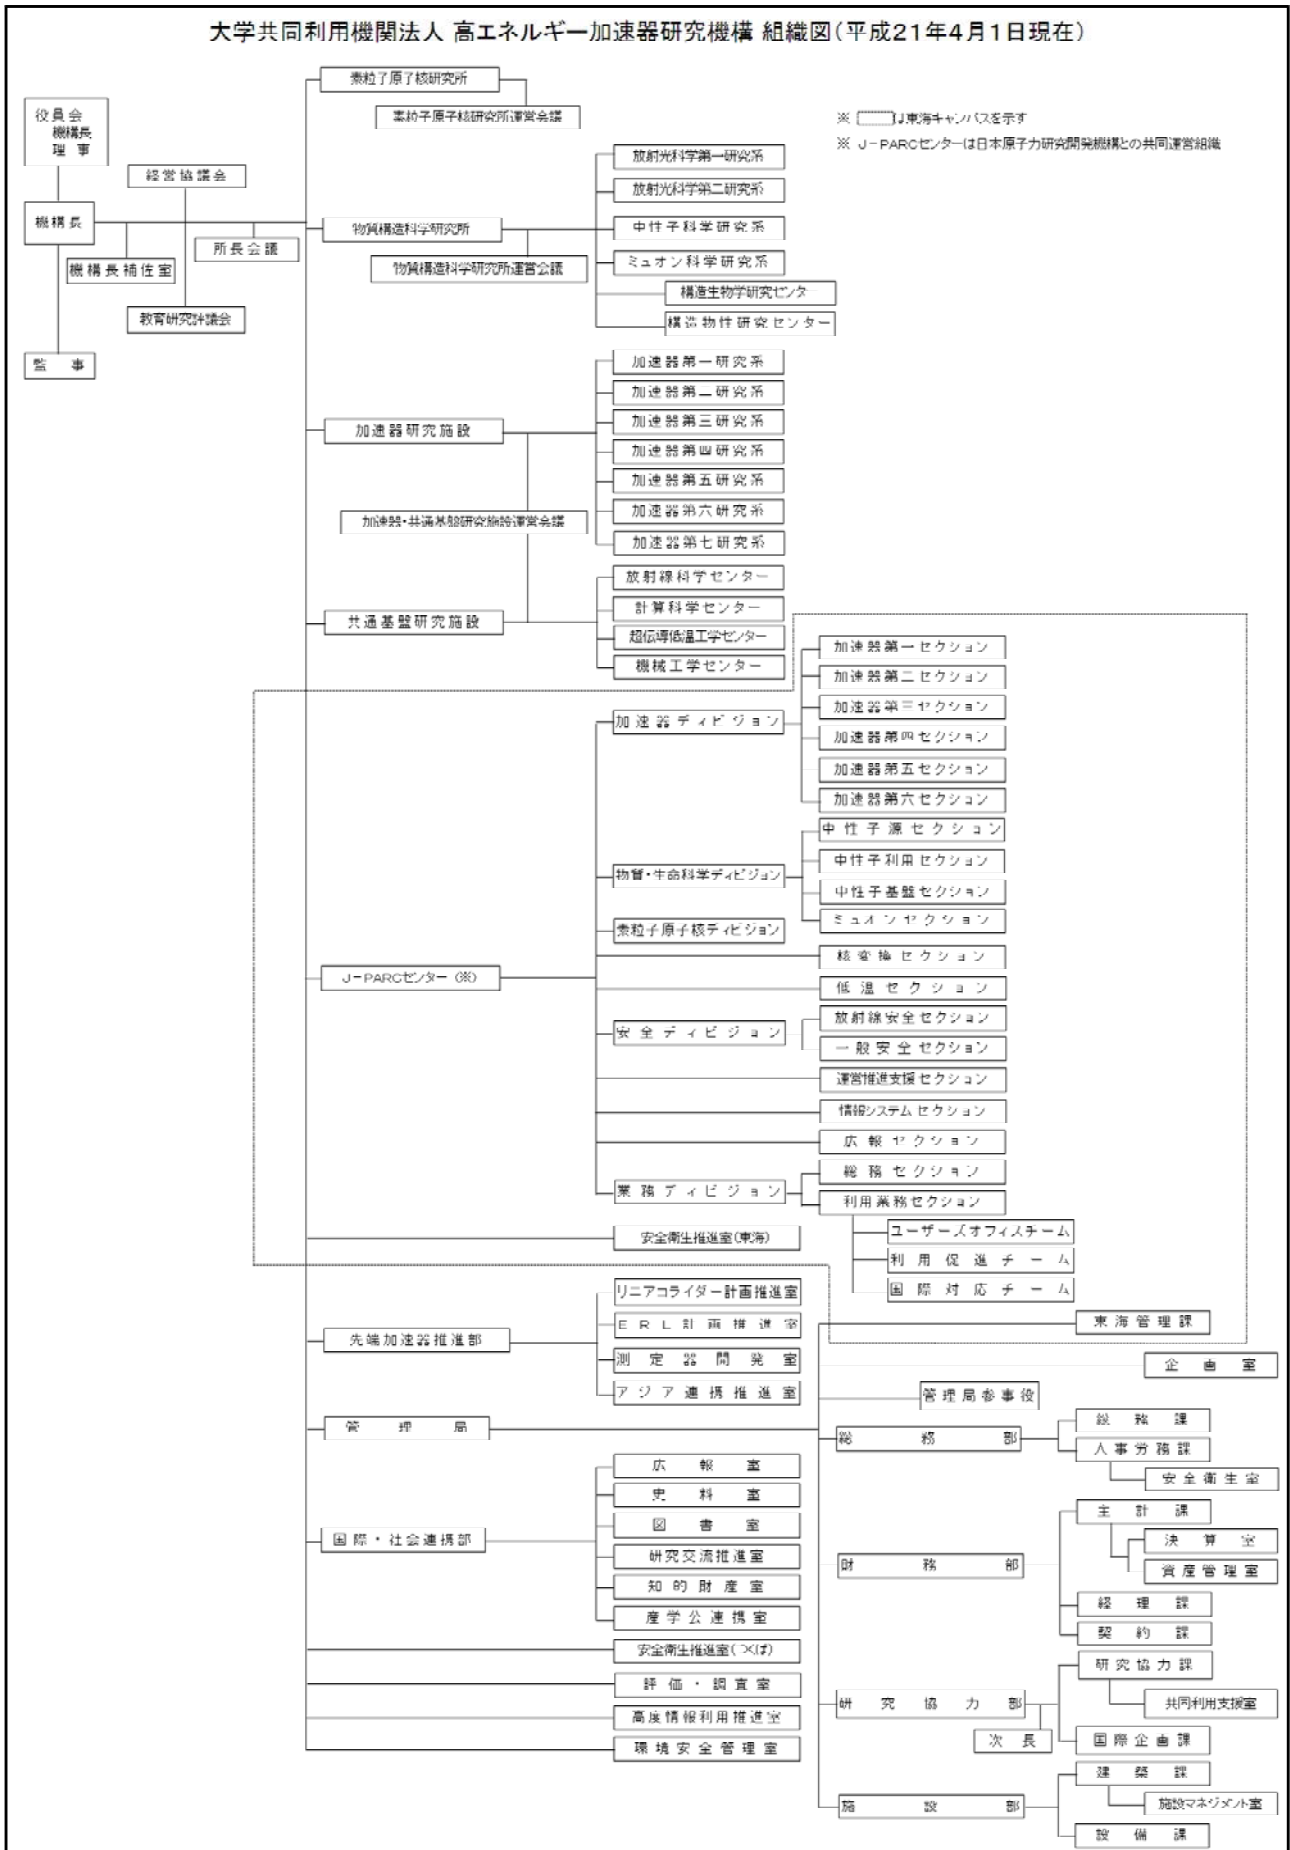 大学共同利用機関法人 高エネルギー加速器研究機構 組織図(平成21年4月1日現在)
素粒子原子核研究所
素粒子原子核研究所運営会議
役員会
機構長
理 事
※ は東海キャンパスを示す
※ J-PARCセンターは日本原子力研究開発機構との共同運営組織
放射光科学第一研究系
経営協議会
放射光科学第二研究系
機構長
物質構造科学研究所
中性子科学研究系
所長会議
機構長補佐室
物質構造科学研究所運営会議
ミュオン科学研究系
構造生物学研究センター
教育研究評議会
構造物性研究センター
監 事
加速器第一研究系
加速器第二研究系
加速器第三研究系
加速器研究施設
加速器第四研究系
加速器第五研究系
加速器第六研究系
加速器・共通基盤研究施設運営会議
加速器第七研究系
放射線科学センター
計算科学センター
共通基盤研究施設
超伝導低温工学センター
機械工学センター
加速器第一セクション
加速器第二セクション
加速器第三セクション
加速器ディビジョン
加速器第四セクション
加速器第五セクション
加速器第六セクション
中性子源セクション
中性子利用セクション
物質・生命科学ディビジョン
中性子基盤セクション
ミュオンセクション
素粒子原子核ディビジョン
核変換セクション
J-PARCセンター (※)
低温セクション
放射線安全セクション
安全ディビジョン
一般安全セクション
運営推進支援セクション
情報システムセクション
広報セクション
総務セクション
業務ディビジョン
利用業務セクション
ユーザーズオフィスチーム
安全衛生推進室(東海)
利用促進チーム
国際対応チーム
リニアコライダー計画推進室
ERL計画推進室
東海管理課
先端加速器推進部
測定器開発室
企画室
アジア連携推進室
管理局参事役
管理局
総務部
総務課
人事労務課
安全衛生室
広報室
史料室
図書室
主計課
国際・社会連携部
決算室
研究交流推進室
財務部
資産管理室
知的財産室
経理課
産学公連携室
契約課
安全衛生推進室(つくば)
研究協力課
評価・調査室
研究協力部
共同利用支援室
高度情報利用推進室
次長
国際企画課
環境安全管理室
建築課
施設部
施設マネジメント室
設備課